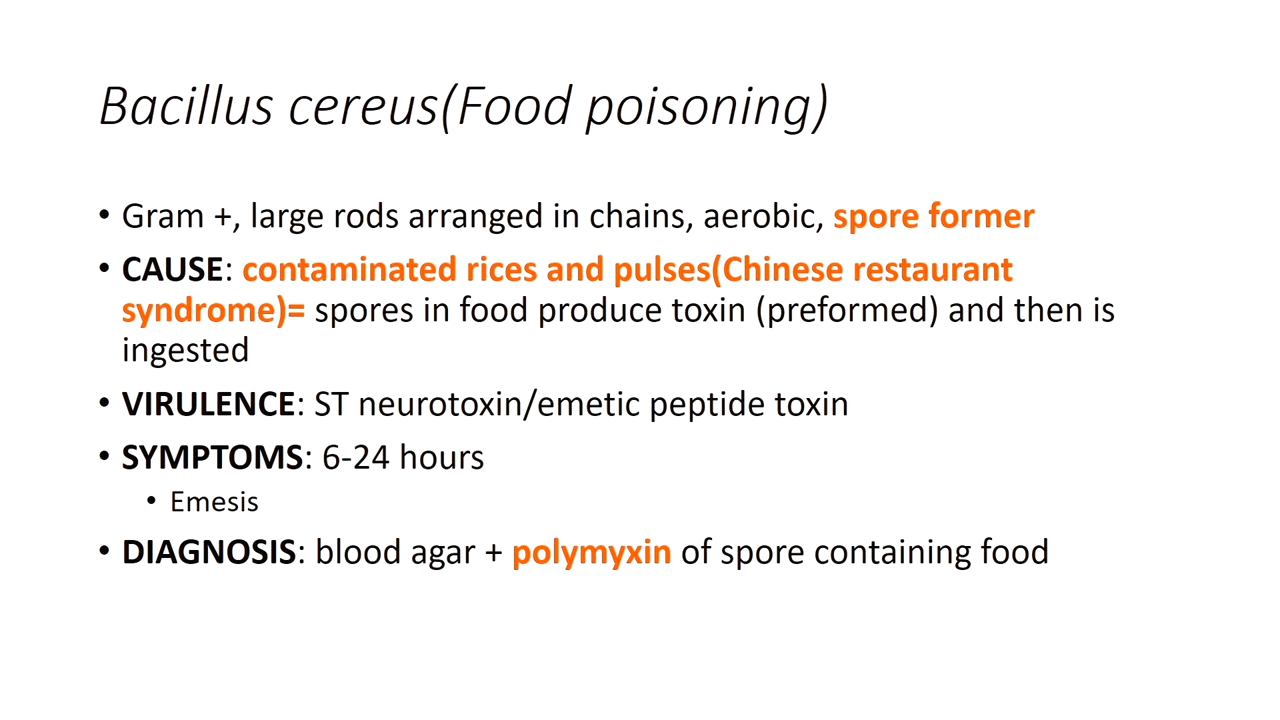 Bacillus cereus(Food poisoning)
• Gram +, large rods arranged in chains, aerobic, spore former
• CAUSE: contaminated rices and pulses(Chinese restaurant
syndrome)= spores in food produce toxin (preformed) and then is
ingested
• VIRULENCE: ST neurotoxin/emetic peptide toxin
• SYMPTOMS: 6-24 hours
• Emesis
• DIAGNOSIS: blood agar + polymyxin of spore containing food